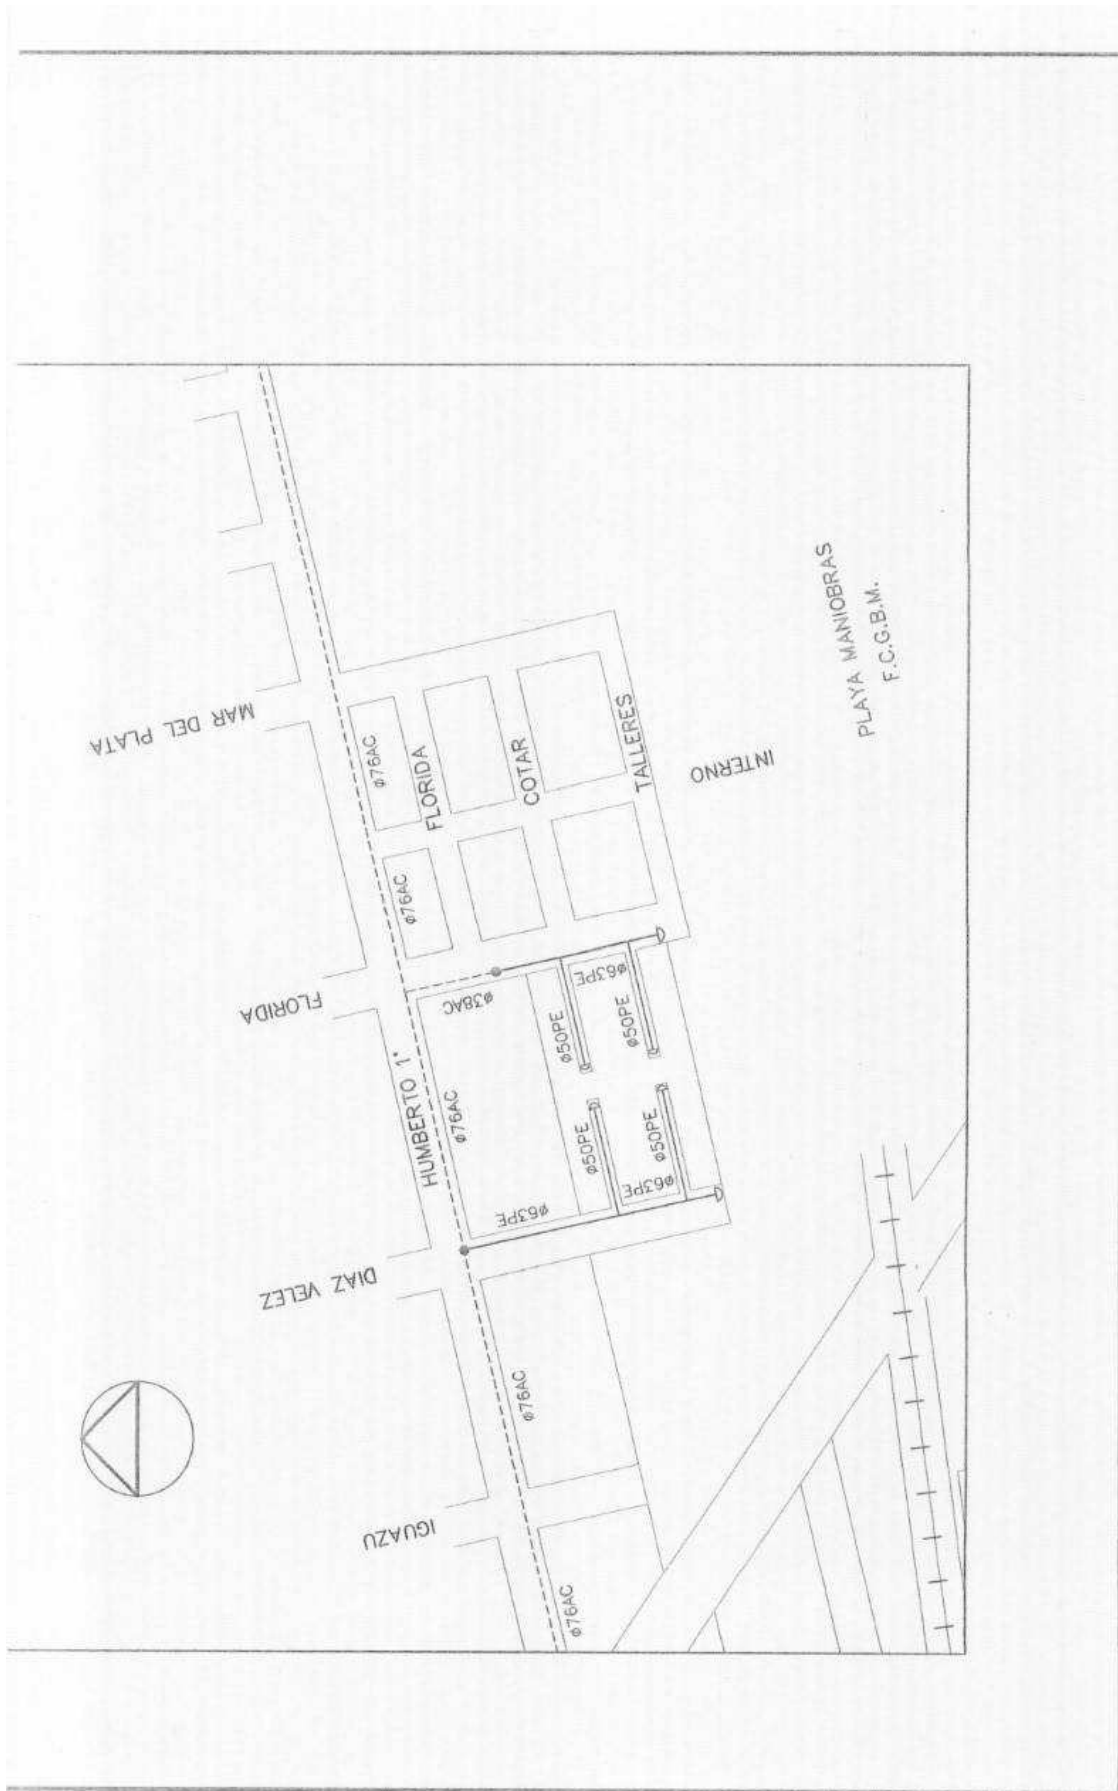 MAR DEL PLATA
ø76AC
FLORIDA
COTAR
TALLERES
INTERNO
PLAYA MANIOBRAS
F.C.G.B.M.
ø76AC
FLORIDA
ø38AC
ø63PE
ø50PE
ø50PE
HUMBERTO 1°
ø76AC
ø50PE
ø50PE
ø63PE
ø63PE
DIAZ VELEZ
ø76AC
IGUAZU
ø76AC